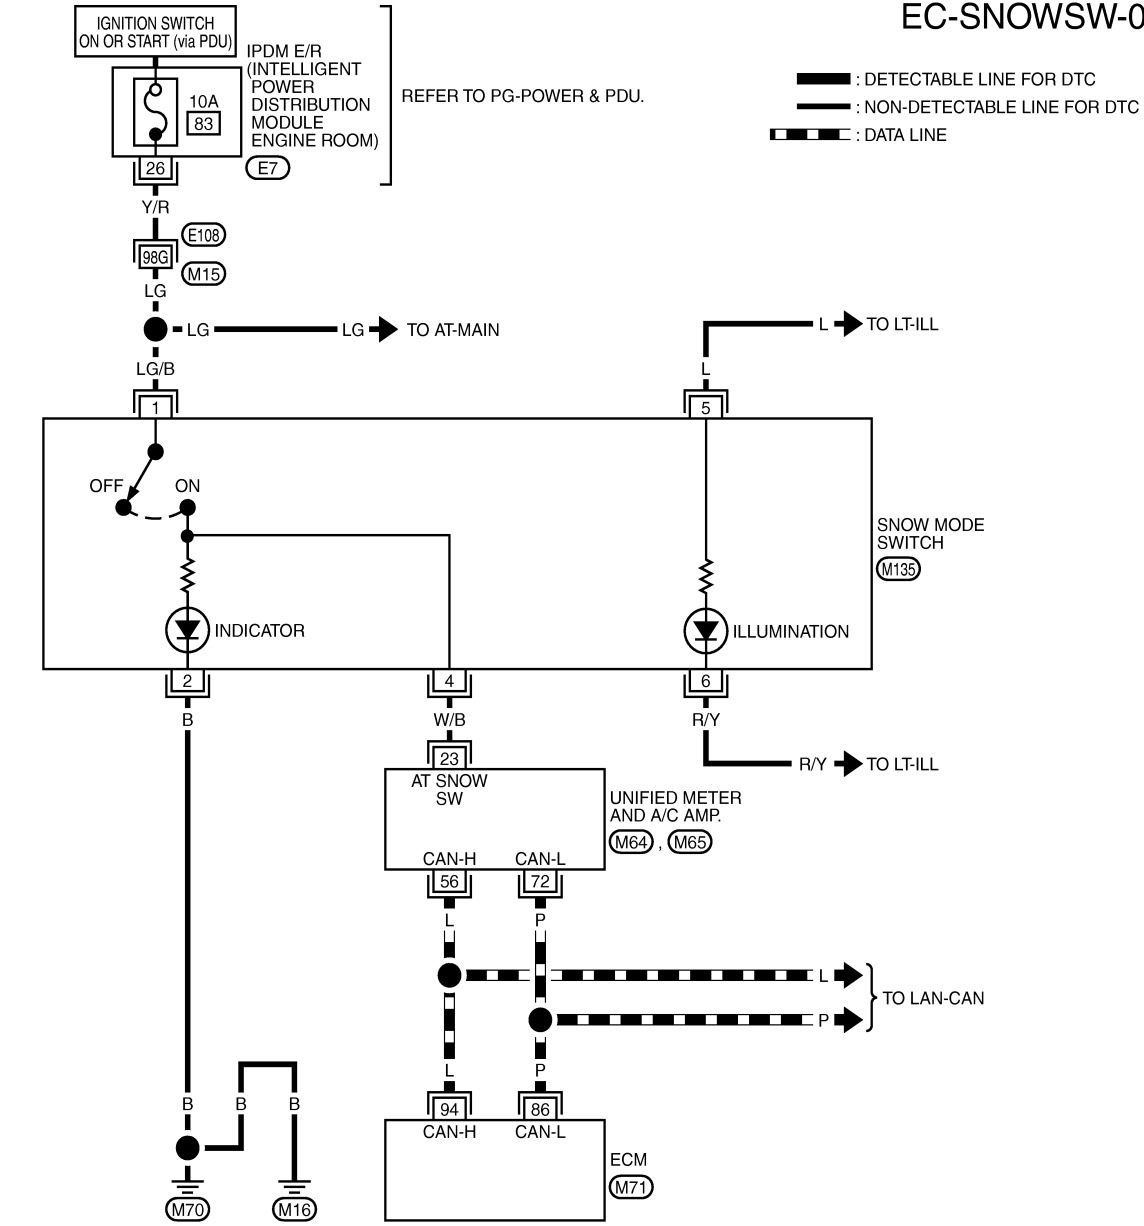 EC-SNOWSW-0
IGNITION SWITCH
ON OR START (via PDU)
IPDM E/R
(INTELLIGENT
POWER
DISTRIBUTION
MODULE
ENGINE ROOM)
REFER TO PG-POWER & PDU.
: DETECTABLE LINE FOR DTC
: NON-DETECTABLE LINE FOR DTC
: DATA LINE
10A
83
26
E7
Y/R
E108
98G
M15
LG
LG
LG
TO AT-MAIN
L
TO LT-ILL
LG/B
L
1
5
OFF
ON
SNOW MODE
SWITCH
M135
INDICATOR
ILLUMINATION
2
4
6
B
W/B
R/Y
23
R/Y
TO LT-ILL
AT SNOW
SW
UNIFIED METER
AND A/C AMP.
M64 , M65
CAN-H
CAN-L
56
72
L
P
L
TO LAN-CAN
P
L
P
B
B
B
94
86
CAN-H
CAN-L
ECM
M71
M70
M16